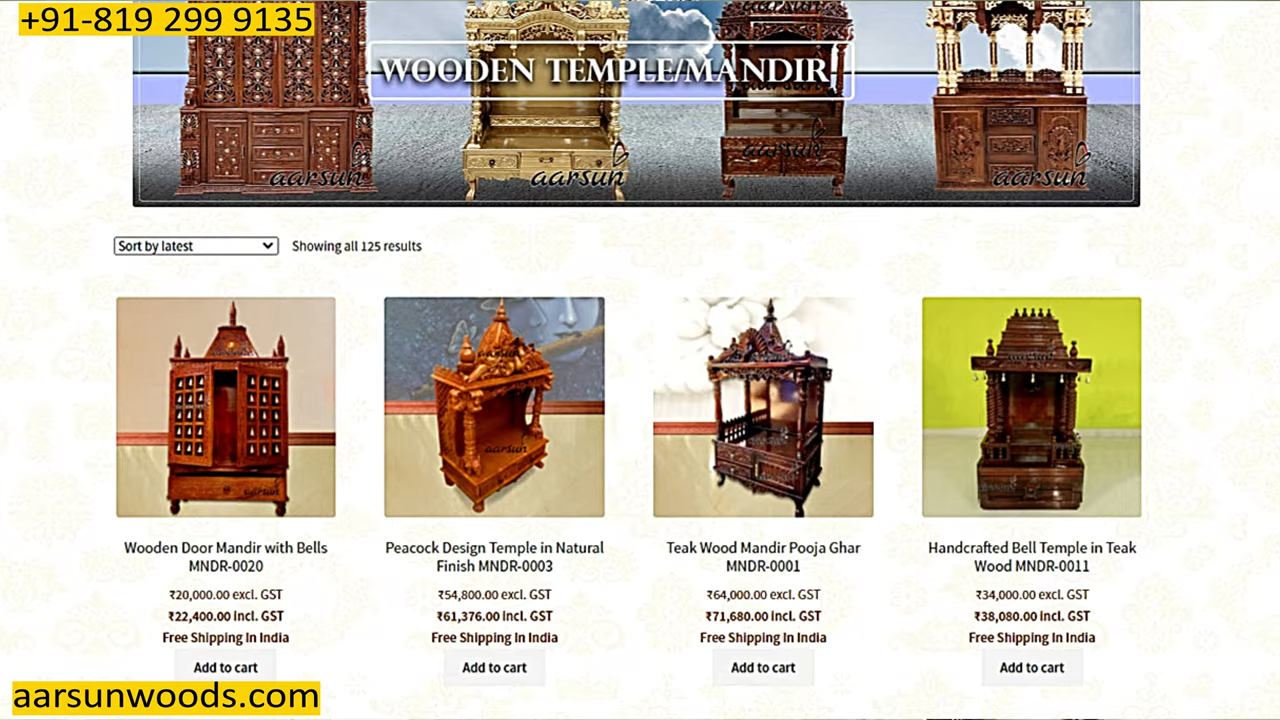 +91-819 299 9135
WOODEN TEMPLE/MANDIR
aarsun aarsun aarsun aarsun
Sort by latest Showing all 125 results
aarsun
aarsun
aarsun
Wooden Door Mandir with Bells
MNDR-0020
₹20,000.00 excl. GST
₹22,400.00 incl. GST
Free Shipping In India
Add to cart
Peacock Design Temple in Natural
Finish MNDR-0003
₹54,800.00 excl. GST
₹61,376.00 incl. GST
Free Shipping In India
Add to cart
Teak Wood Mandir Pooja Ghar
MNDR-0001
₹64,000.00 excl. GST
₹71,680.00 incl. GST
Free Shipping In India
Add to cart
Handcrafted Bell Temple in Teak
Wood MNDR-0011
₹34,000.00 excl. GST
₹38,080.00 incl. GST
Free Shipping In India
Add to cart
aarsunwoods.com